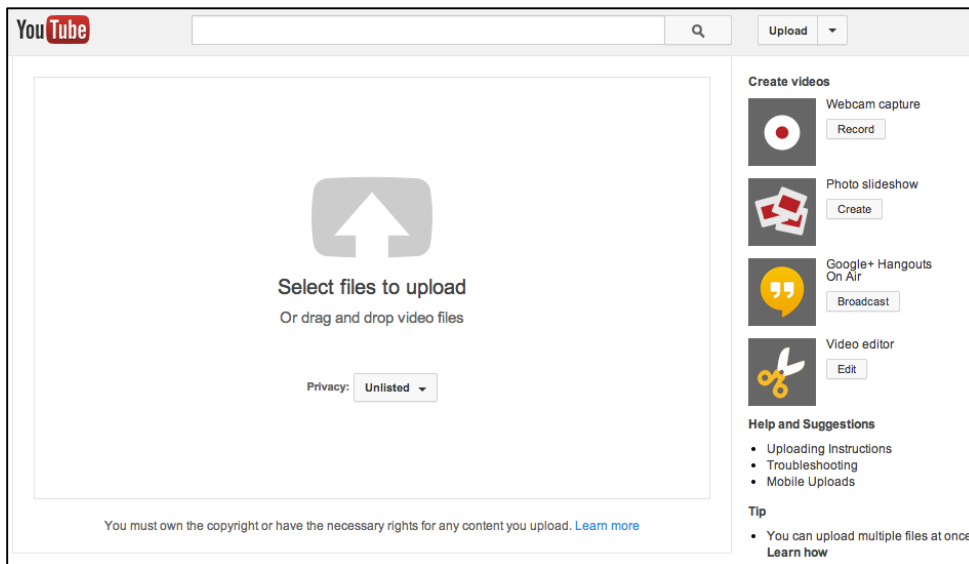 YouTube
Upload
Select files to upload
Or drag and drop video files
Privacy: Unlisted
You must own the copyright or have the necessary rights for any content you upload. Learn more
Create videos
Webcam capture
Record
Photo slideshow
Create
Google+ Hangouts
On Air
Broadcast
Video editor
Edit
Help and Suggestions
• Uploading Instructions
• Troubleshooting
• Mobile Uploads
Tip
• You can upload multiple files at once
Learn how